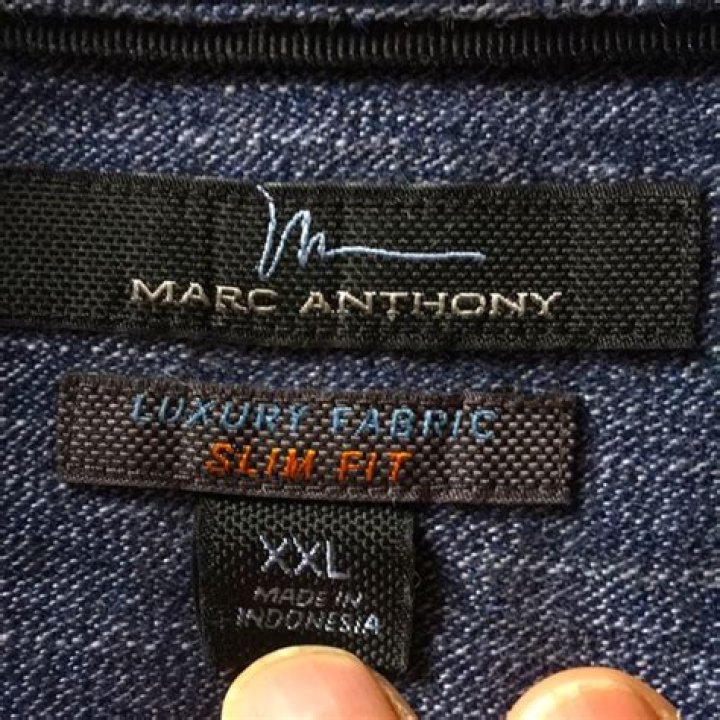 MARC ANTHONY
LUXURY FABRIC
SLIM FIT
XXL
MADE IN
INDONESIA